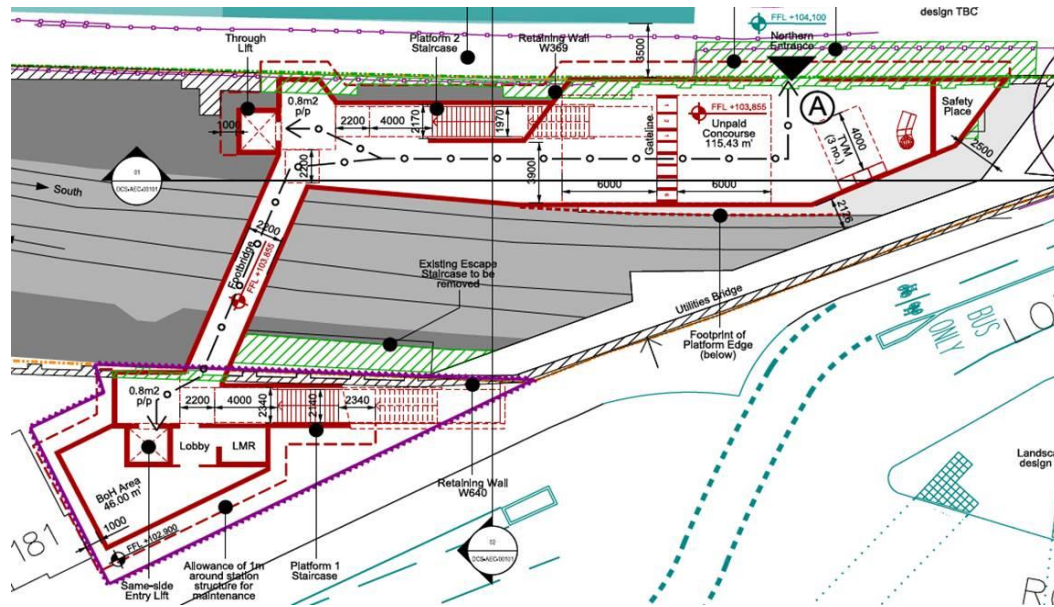 design TBC
FFL +104,100
Northern
Entrance
Through
Lift
Platform 2
Staircase
Retaining Wall
W369
3500
0.8m2
p/p
1000
2200
4000
2170
1970
FFL +103,855
Unpaid
Concourse
115.43 m²
Gateline
A
4000
TVM
(3 no.)
Safety
Place
2500
01
DCS-AEC-00101
South
2200
3900
6000
6000
2126
2200
Footbridge
FFL +103,855
Existing Escape
Staircase to be
removed
Utilities Bridge
Footprint of
Platform Edge
(below)
BUS
ONLY
LO
0.8m2
p/p
2200
4000
2340
2140
2340
Lobby
LMR
BoH Area
46.00 m²
1000
FFL +102,900
181
Retaining Wall
W640
Landsca
design
Same-side
Entry Lift
Allowance of 1m
around station
structure for
maintenance
Platform 1
Staircase
DCS-AEC-00101